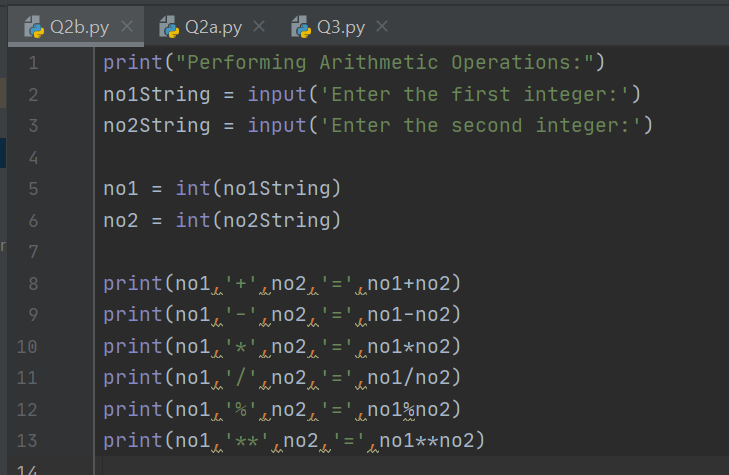 Q2b.py × Q2a.py × Q3.py ×
1 print("Performing Arithmetic Operations:")
2 no1String = input('Enter the first integer:')
3 no2String = input('Enter the second integer:')
4
5 no1 = int(no1String)
6 no2 = int(no2String)
7
8 print(no1,'+',no2,'=',no1+no2)
9 print(no1,'-',no2,'=',no1-no2)
10 print(no1,'*',no2,'=',no1*no2)
11 print(no1,'/',no2,'=',no1/no2)
12 print(no1,'%',no2,'=',no1%no2)
13 print(no1,'**',no2,'=',no1**no2)
14